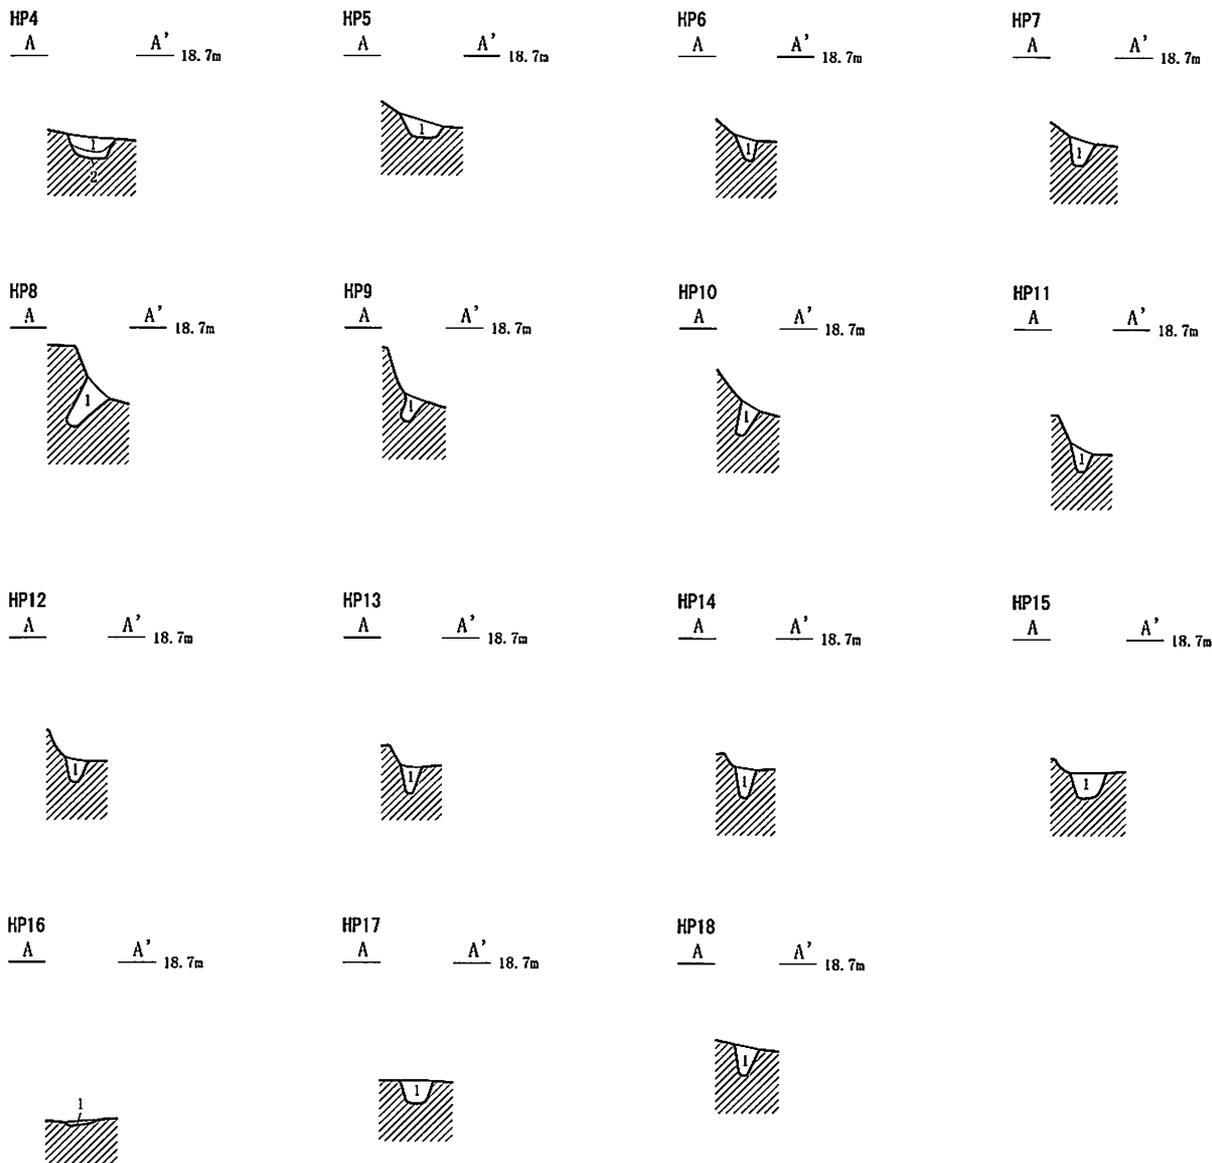 HP4 HP5 HP6 HP7
A A' 18.7m A A' 18.7m A A' 18.7m A A' 18.7m
1 1 1 1
2
HP8 HP9 HP10 HP11
A A' 18.7m A A' 18.7m A A' 18.7m A A' 18.7m
1 1 1 1
HP12 HP13 HP14 HP15
A A' 18.7m A A' 18.7m A A' 18.7m A A' 18.7m
1 1 1 1
HP16 HP17 HP18
A A' 18.7m A A' 18.7m A A' 18.7m
1 1 1